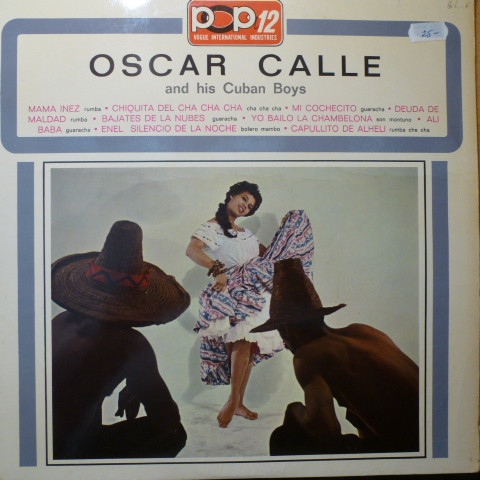 POP 12
VOGUE INTERNATIONAL INDUSTRIES
25-
OSCAR CALLE
and his Cuban Boys
MAMA INEZ rumba • CHIQUITA DEL CHA CHA CHA cha cha cha • MI COCHECITO guaracha • DEUDA DE
MALDAD rumba • BAJATES DE LA NUBES guaracha • YO BAILO LA CHAMBELONA son montuno • ALI
BABA guaracha • ENEL SILENCIO DE LA NOCHE bolero mambo • CAPULLITO DE ALHELI rumba cha cha